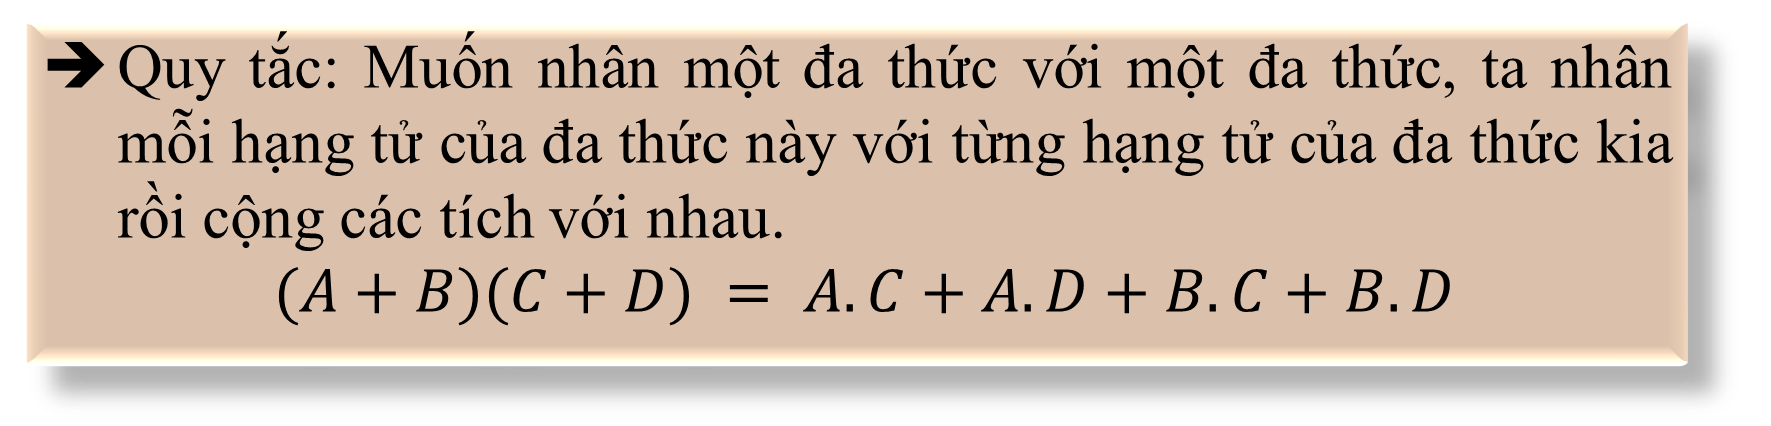 ➔ Quy tắc: Muốn nhân một đa thức với một đa thức, ta nhân
mỗi hạng tử của đa thức này với từng hạng tử của đa thức kia
rồi cộng các tích với nhau.
(A + B)(C + D) = A. C + A. D + B. C + B. D